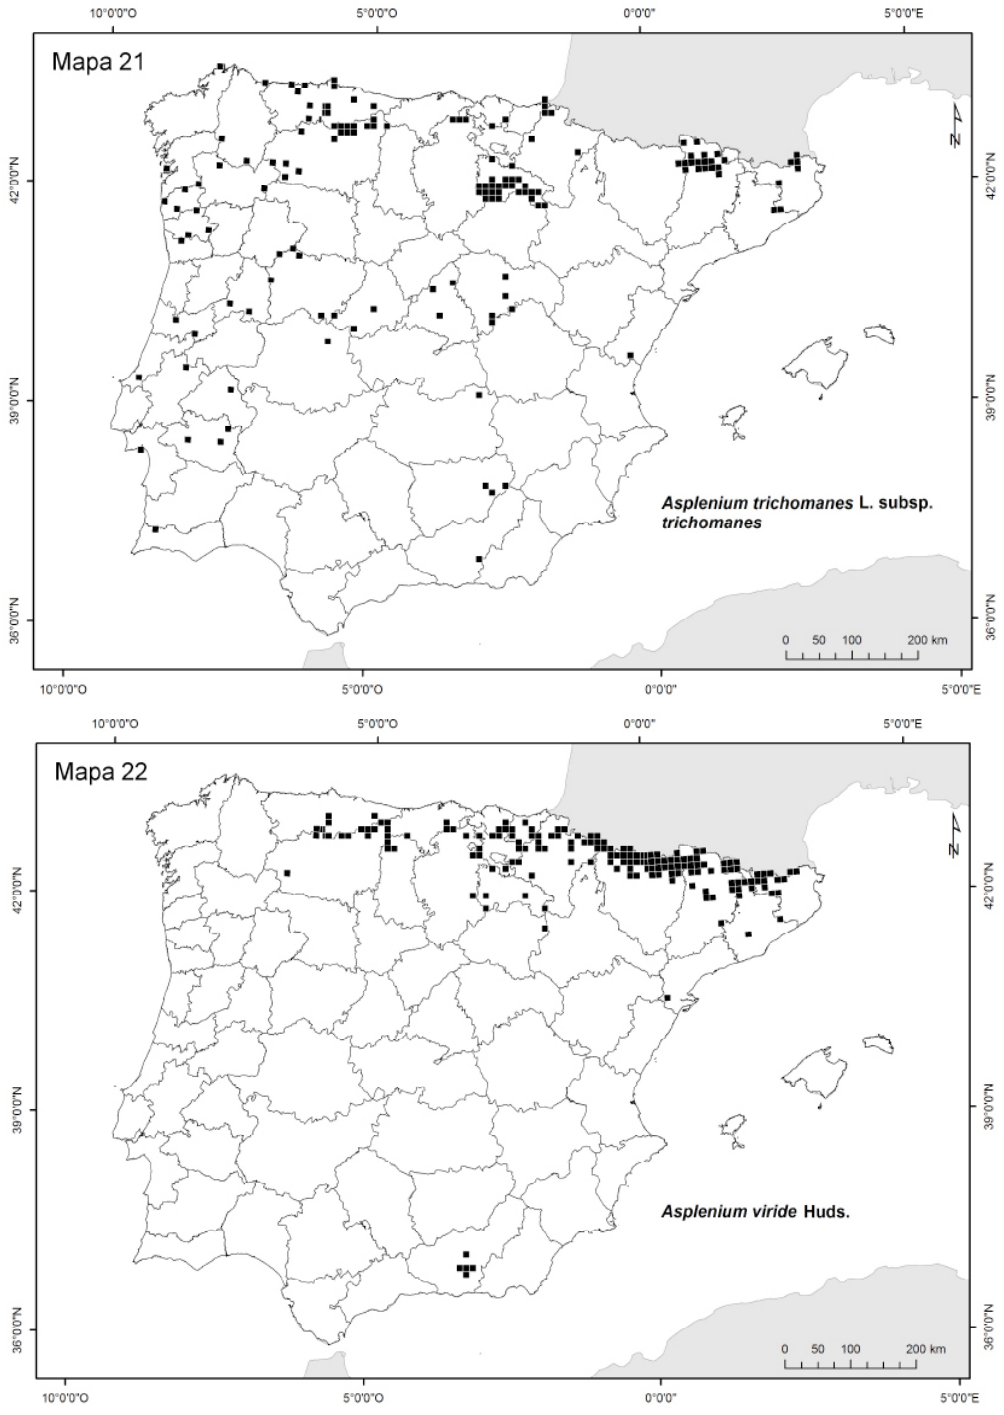 10°0'0"O 5°0'0"O 0°0'0" 5°0'0"E
Mapa 21
N
42°0'0"N 42°0'0"N
39°0'0"N 39°0'0"N
Asplenium trichomanes L. subsp.
trichomanes
36°0'0"N 36°0'0"N
0 50 100 200 km
10°0'0"O 5°0'0"O 0°0'0" 5°0'0"E
10°0'0"O 5°0'0"O 0°0'0" 5°0'0"E
Mapa 22
N
42°0'0"N 42°0'0"N
39°0'0"N 39°0'0"N
Asplenium viride Huds.
36°0'0"N 36°0'0"N
0 50 100 200 km
10°0'0"O 5°0'0"O 0°0'0" 5°0'0"E